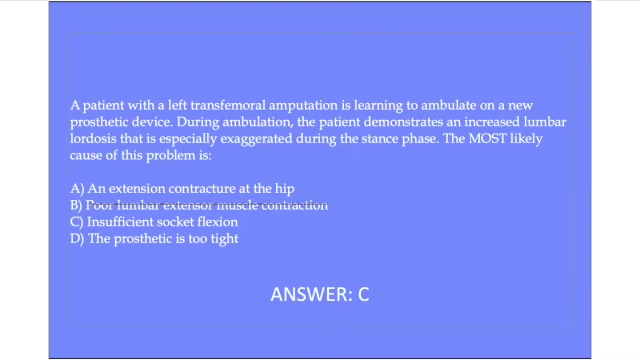 A patient with a left transfemoral amputation is learning to ambulate on a new
prosthetic device. During ambulation, the patient demonstrates an increased lumbar
lordosis that is especially exaggerated during the stance phase. The MOST likely
cause of this problem is:
A) An extension contracture at the hip
B) Poor lumbar extensor muscle contraction
C) Insufficient socket flexion
D) The prosthetic is too tight
ANSWER: C